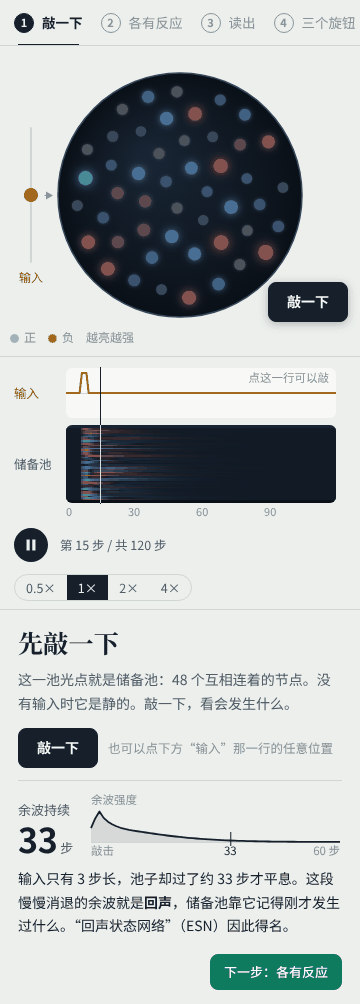 1 敲一下 2 各有反应 3 读出 4 三个旋钮
输入
敲一下
正 负 越亮越强
输入 点这一行可以敲
储备池
0 30 60 90
第 15 步 / 共 120 步
0.5× 1× 2× 4×
先敲一下
这一池光点就是储备池：48 个互相连着的节点。没
有输入时它是静的。敲一下，看会发生什么。
敲一下 也可以点下方“输入”那一行的任意位置
余波持续
33 步
余波强度
敲击 33 60 步
输入只有 3 步长，池子却过了约 33 步才平息。这段
慢慢消退的余波就是回声，储备池靠它记得刚才发生
过什么。“回声状态网络”（ESN）因此得名。
下一步：各有反应